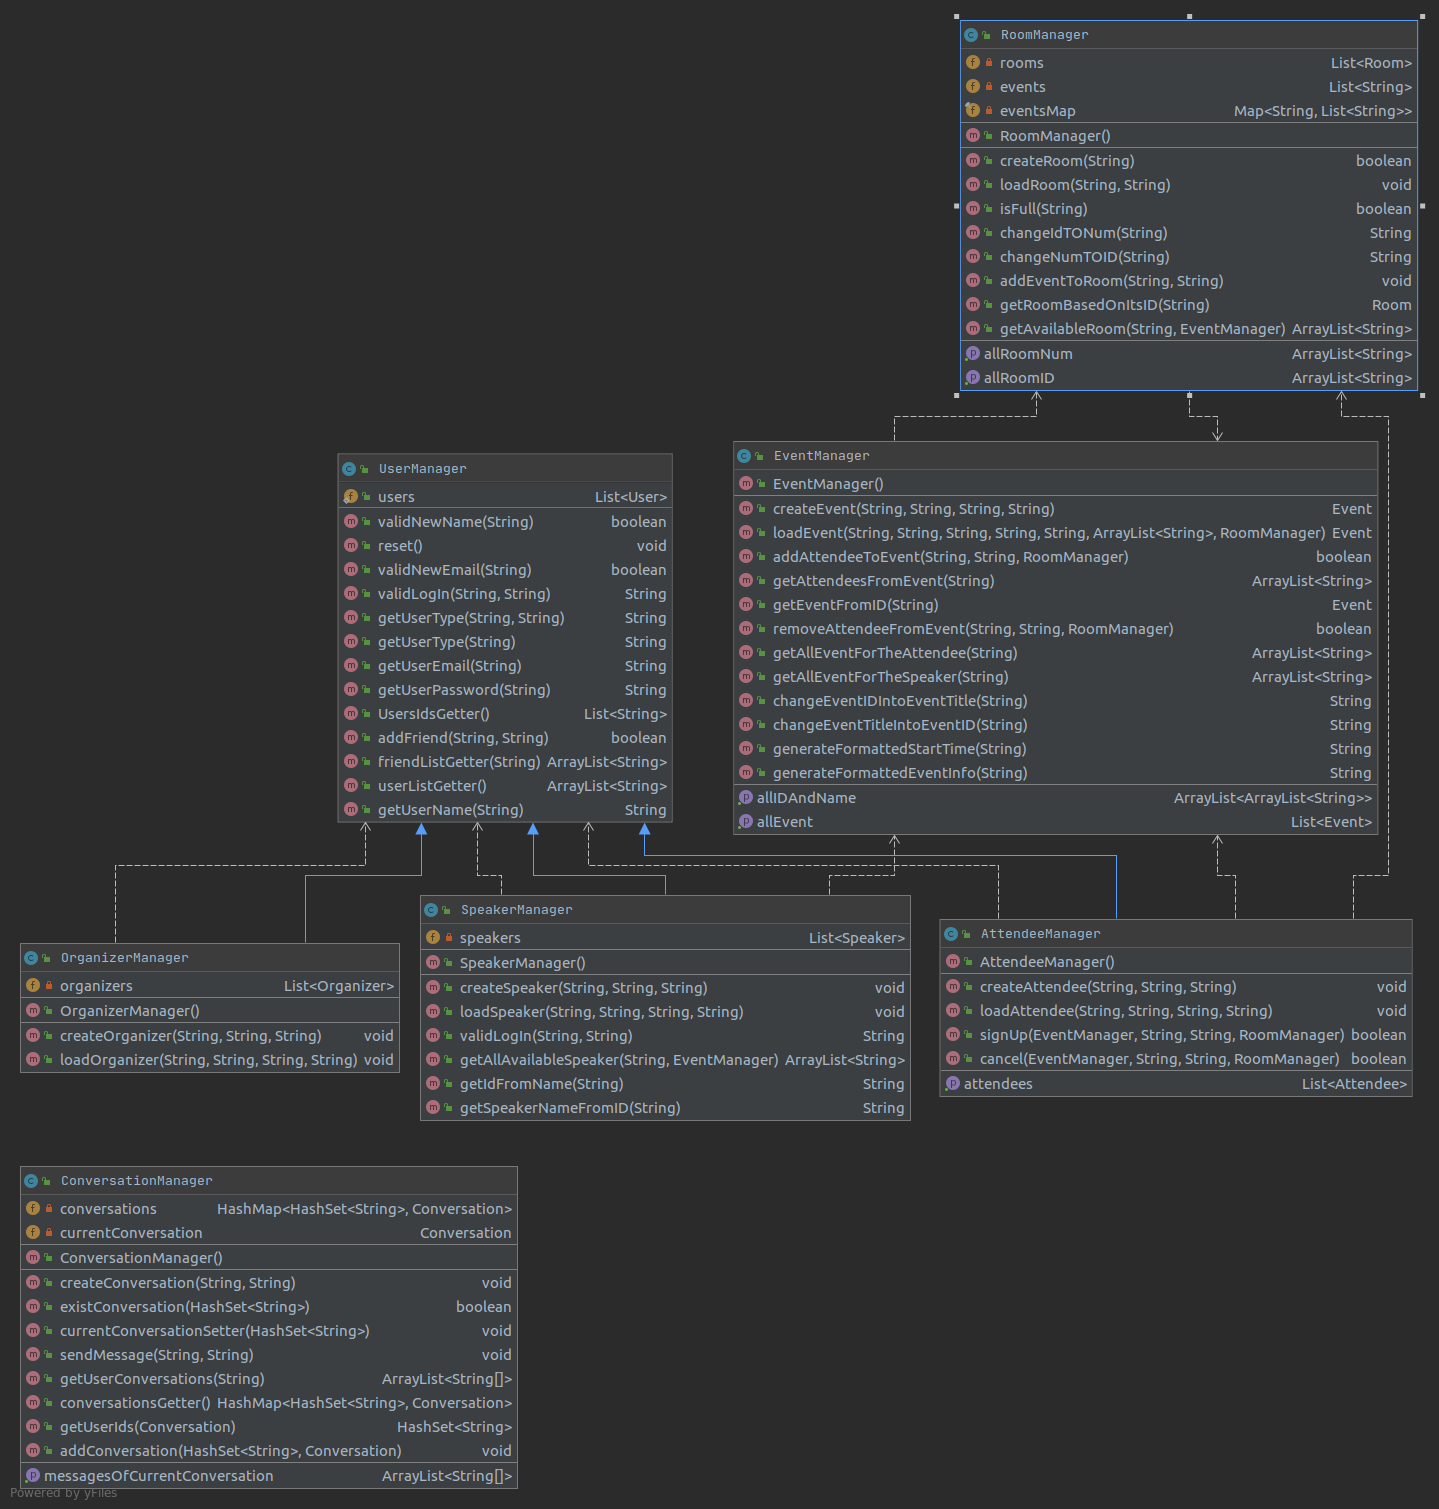 RoomManager
rooms List<Room>
events List<String>
eventsMap Map<String, List<String>>
RoomManager()
createRoom(String) boolean
loadRoom(String, String) void
isFull(String) boolean
changeIdTONum(String) String
changeNumTOID(String) String
addEventToRoom(String, String) void
getRoomBasedOnItsID(String) Room
getAvailableRoom(String, EventManager) ArrayList<String>
allRoomNum ArrayList<String>
allRoomID ArrayList<String>
UserManager
users List<User>
validNewName(String) boolean
reset() void
validNewEmail(String) boolean
validLogIn(String, String) String
getUserType(String, String) String
getUserType(String) String
getUserEmail(String) String
getUserPassword(String) String
UsersIdsGetter() List<String>
addFriend(String, String) boolean
friendListGetter(String) ArrayList<String>
userListGetter() ArrayList<String>
getUserName(String) String
EventManager
EventManager()
createEvent(String, String, String, String) Event
loadEvent(String, String, String, String, String, ArrayList<String>, RoomManager) Event
addAttendeeToEvent(String, String, RoomManager) boolean
getAttendeesFromEvent(String) ArrayList<String>
getEventFromID(String) Event
removeAttendeeFromEvent(String, String, RoomManager) boolean
getAllEventForTheAttendee(String) ArrayList<String>
getAllEventForTheSpeaker(String) ArrayList<String>
changeEventIDIntoEventTitle(String) String
changeEventTitleIntoEventID(String) String
generateFormattedStartTime(String) String
generateFormattedEventInfo(String) String
allIDAndName ArrayList<ArrayList<String>>
allEvent List<Event>
OrganizerManager
organizers List<Organizer>
OrganizerManager()
createOrganizer(String, String, String) void
loadOrganizer(String, String, String, String) void
SpeakerManager
speakers List<Speaker>
SpeakerManager()
createSpeaker(String, String, String) void
loadSpeaker(String, String, String, String) void
validLogIn(String, String) String
getAllAvailableSpeaker(String, EventManager) ArrayList<String>
getIdFromName(String) String
getSpeakerNameFromID(String) String
AttendeeManager
AttendeeManager()
createAttendee(String, String, String) void
loadAttendee(String, String, String, String) void
signUp(EventManager, String, String, RoomManager) boolean
cancel(EventManager, String, String, RoomManager) boolean
attendees List<Attendee>
ConversationManager
conversations HashMap<HashSet<String>, Conversation>
currentConversation Conversation
ConversationManager()
createConversation(String, String) void
existConversation(HashSet<String>) boolean
currentConversationSetter(HashSet<String>) void
sendMessage(String, String) void
getUserConversations(String) ArrayList<String[]>
conversationsGetter() HashMap<HashSet<String>, Conversation>
getUserIds(Conversation) HashSet<String>
addConversation(HashSet<String>, Conversation) void
messagesOfCurrentConversation ArrayList<String[]>
Powered by yFiles